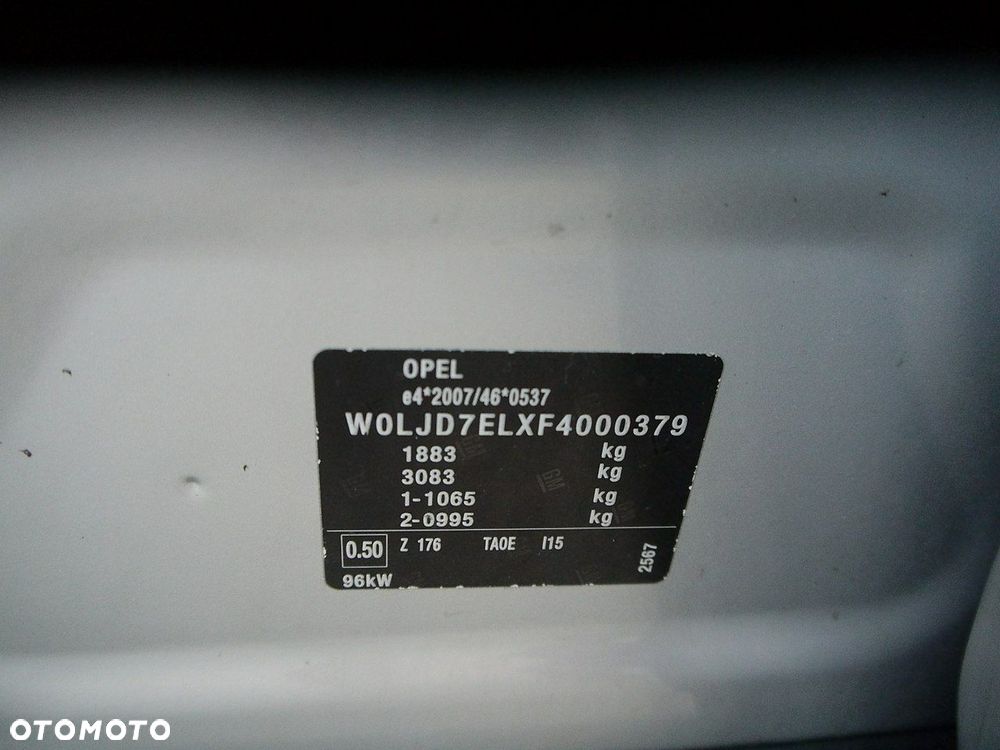 OPEL
e4*2007/46*0537
W0LJD7ELXF4000379
1883 kg
3083 kg
1-1065 kg
2-0995 kg
0.50 Z 176 TA0E I15 2567
96kW
GM
OTOMOTO